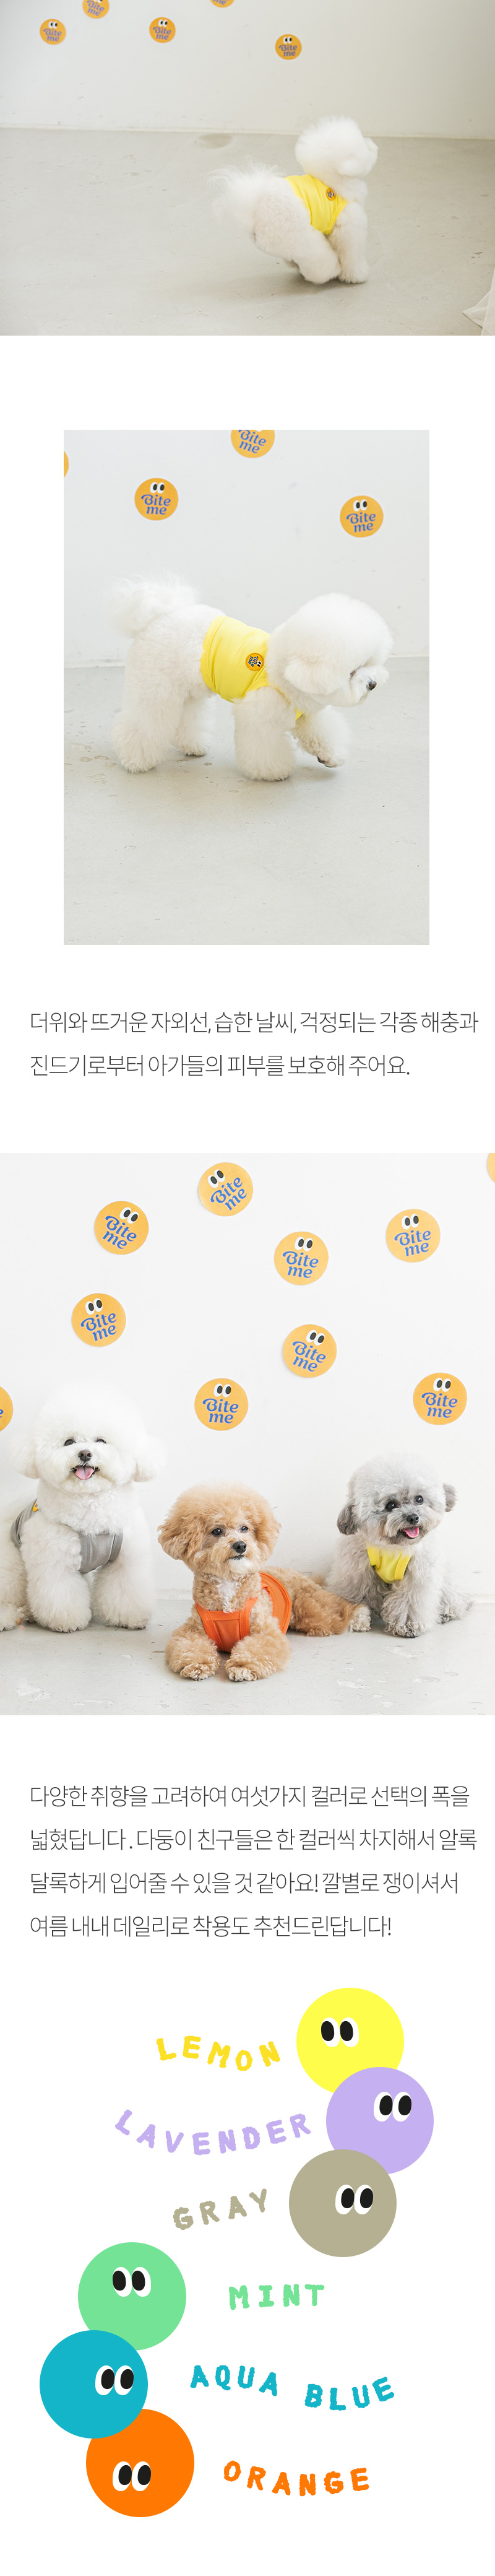 Bite
me
Bite
me
Bite
me
Bite
me
Bite
me
Bite
me
Bite
me
더위와 뜨거운 자외선, 습한 날씨, 걱정되는 각종 해충과
진드기로부터 아가들의 피부를 보호해 주어요.
Bite
me
Bite
me
Bite
me
Bite
me
Bite
me
Bite
me
Bite
me
Bite
me
다양한 취향을 고려하여 여섯가지 컬러로 선택의 폭을
넓혔답니다. 다둥이 친구들은 한 컬러씩 차지해서 알록
달록하게 입어줄 수 있을 것 같아요! 깔별로 쟁이셔서
여름 내내 데일리로 착용도 추천드린답니다!
LEMON
LAVENDER
GRAY
MINT
AQUA BLUE
ORANGE